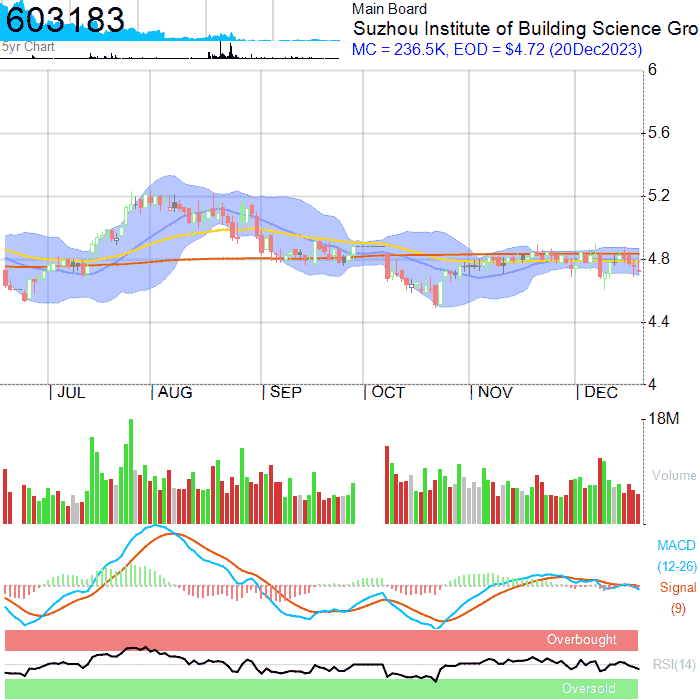 603183
5yr Chart
Main Board
Suzhou Institute of Building Science Gro
MC = 236.5K, EOD = $4.72 (20Dec2023)
6
5.6
5.2
4.8
4.4
4
JUL
AUG
SEP
OCT
NOV
DEC
18M
Volume
MACD
(12-26)
Signal
(9)
Overbought
RSI(14)
Oversold